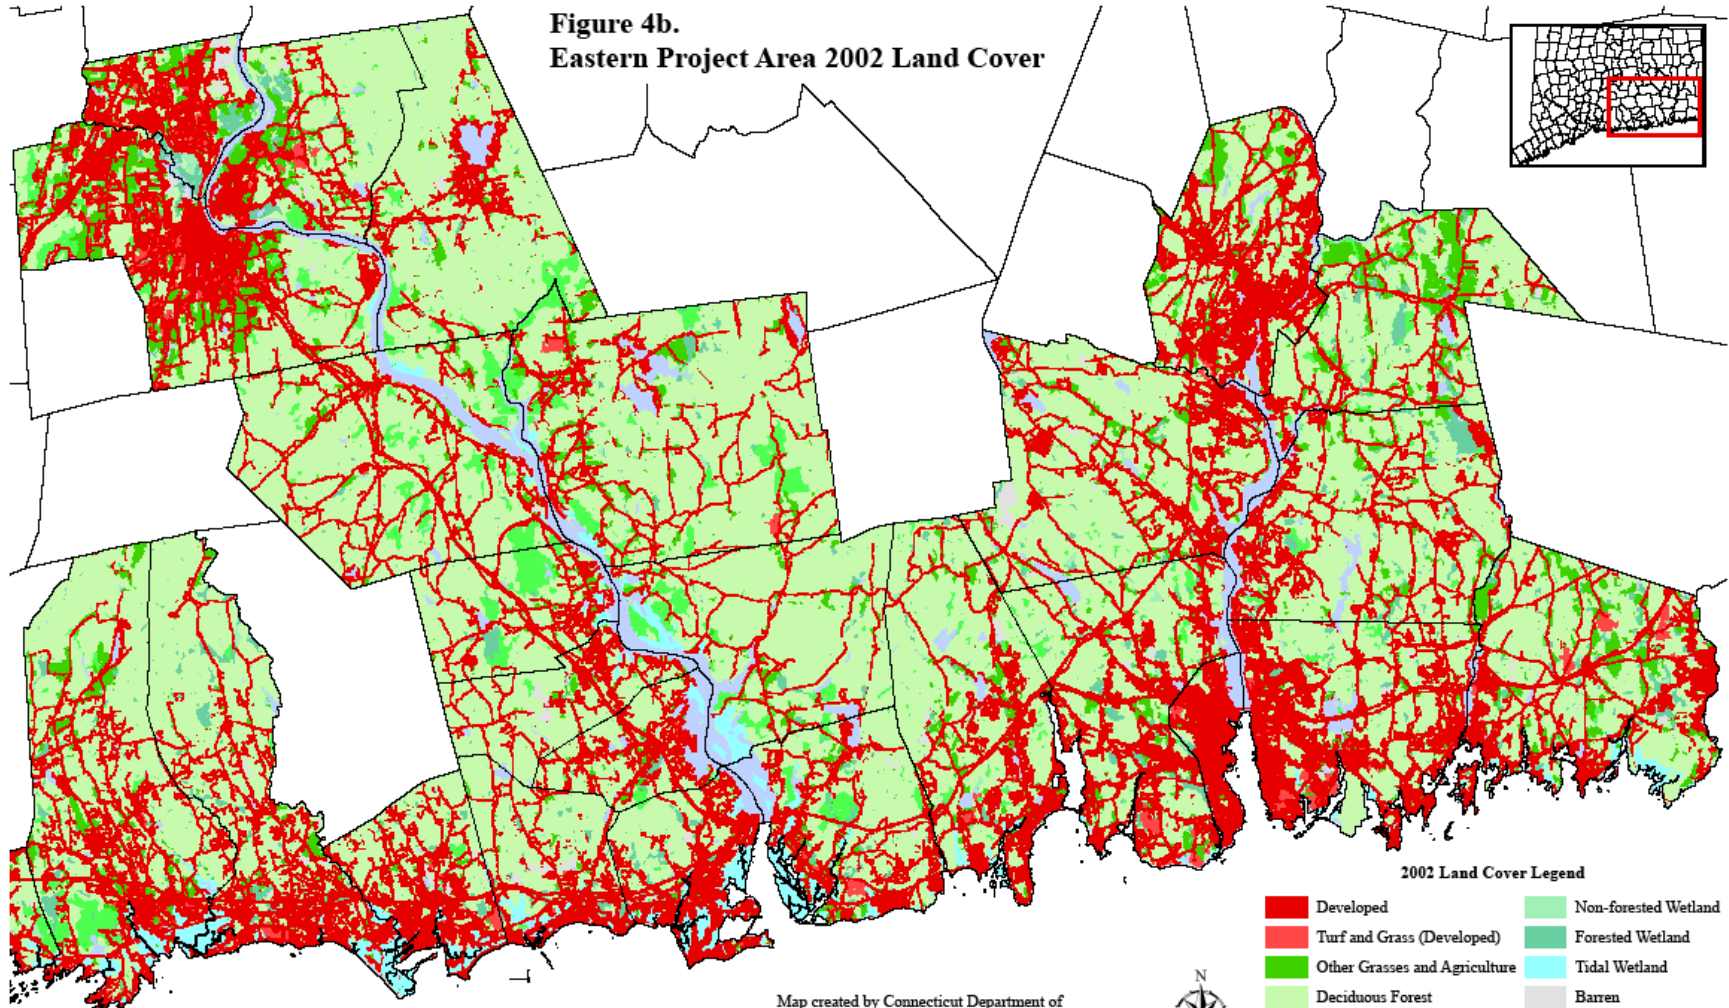 Figure 4b.
Eastern Project Area 2002 Land Cover
2002 Land Cover Legend
Developed
Turf and Grass (Developed)
Other Grasses and Agriculture
Deciduous Forest
Non-forested Wetland
Forested Wetland
Tidal Wetland
Barren
N
Map created by Connecticut Department of